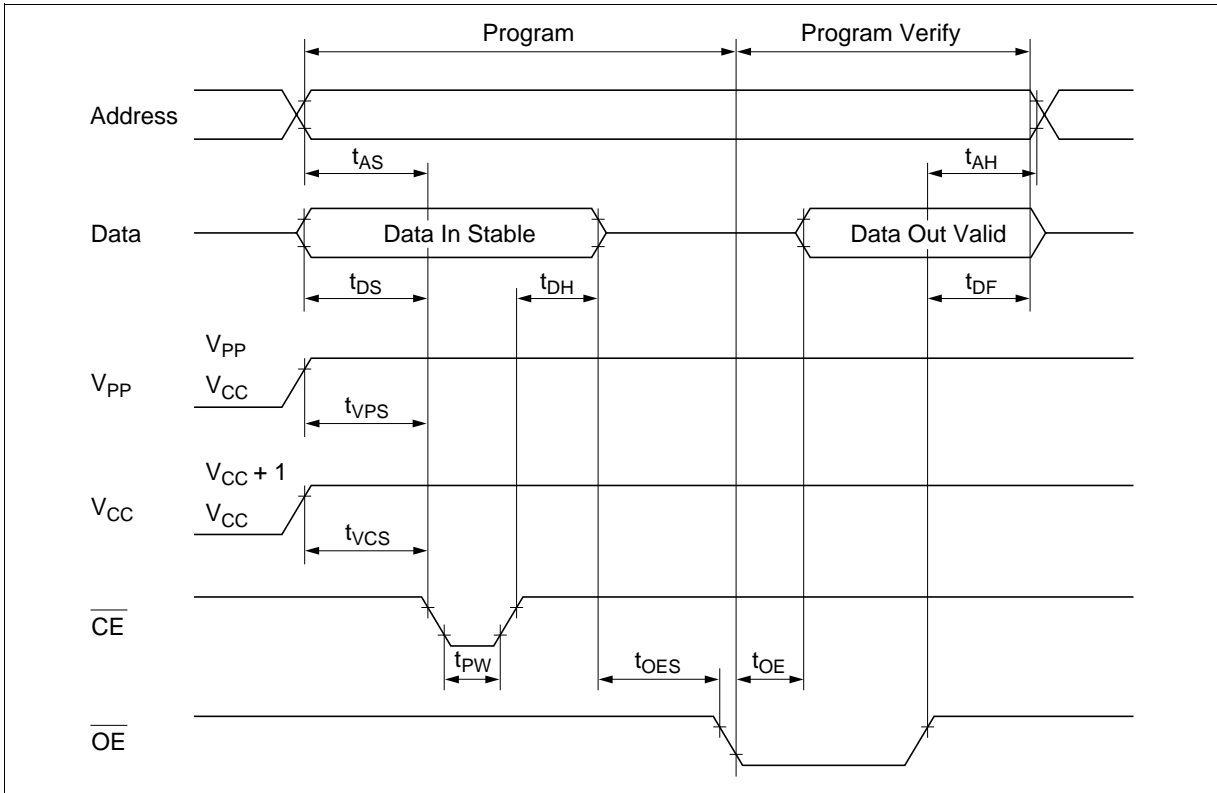 Program Program Verify
Address
tAS tAH
Data Data In Stable Data Out Valid
tDS tDH tDF
VPP
VPP
VCC
tVPS
VCC + 1
VCC
VCC
tVCS
CE
tPW
tOES tOE
OE